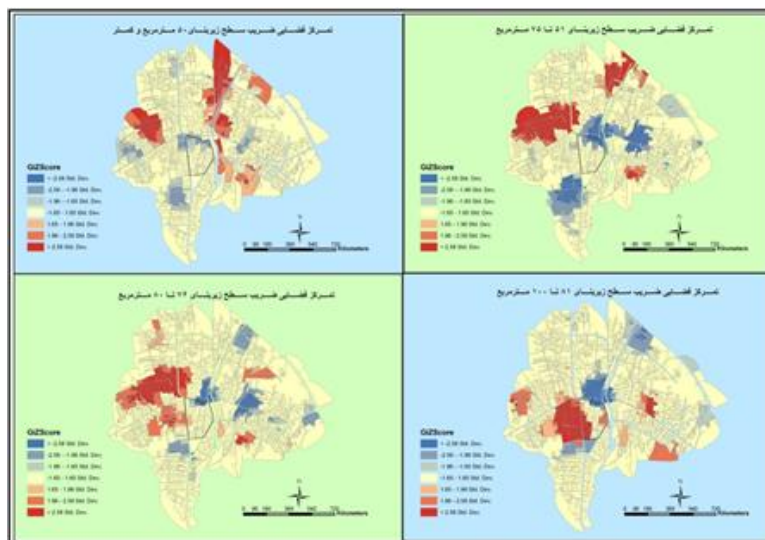 تمرکز فضایی ضریب سطح زیربنای ۵۰ مترمربع و کمتر
GiZScore
< -2.58 Std. Dev.
-2.58 - -1.96 Std. Dev.
-1.96 - -1.65 Std. Dev.
-1.65 - 1.65 Std. Dev.
1.65 - 1.96 Std. Dev.
1.96 - 2.58 Std. Dev.
> 2.58 Std. Dev.
Kilometers
تمرکز فضایی ضریب سطح زیربنای ۵۱ تا ۷۵ مترمربع
GiZScore
< -2.58 Std. Dev.
-2.58 - -1.96 Std. Dev.
-1.96 - -1.65 Std. Dev.
-1.65 - 1.65 Std. Dev.
1.65 - 1.96 Std. Dev.
1.96 - 2.58 Std. Dev.
> 2.58 Std. Dev.
Kilometers
تمرکز فضایی ضریب سطح زیربنای ۷۶ تا ۸۰ مترمربع
GiZScore
< -2.58 Std. Dev.
-2.58 - -1.96 Std. Dev.
-1.96 - -1.65 Std. Dev.
-1.65 - 1.65 Std. Dev.
1.65 - 1.96 Std. Dev.
1.96 - 2.58 Std. Dev.
> 2.58 Std. Dev.
Kilometers
تمرکز فضایی ضریب سطح زیربنای ۸۱ تا ۱۰۰ مترمربع
GiZScore
< -2.58 Std. Dev.
-2.58 - -1.96 Std. Dev.
-1.96 - -1.65 Std. Dev.
-1.65 - 1.65 Std. Dev.
1.65 - 1.96 Std. Dev.
1.96 - 2.58 Std. Dev.
> 2.58 Std. Dev.
Kilometers